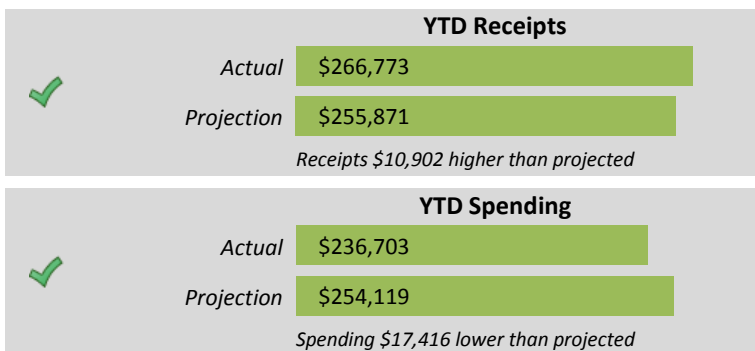 YTD Receipts
Actual $266,773
Projection $255,871
Receipts $10,902 higher than projected
YTD Spending
Actual $236,703
Projection $254,119
Spending $17,416 lower than projected